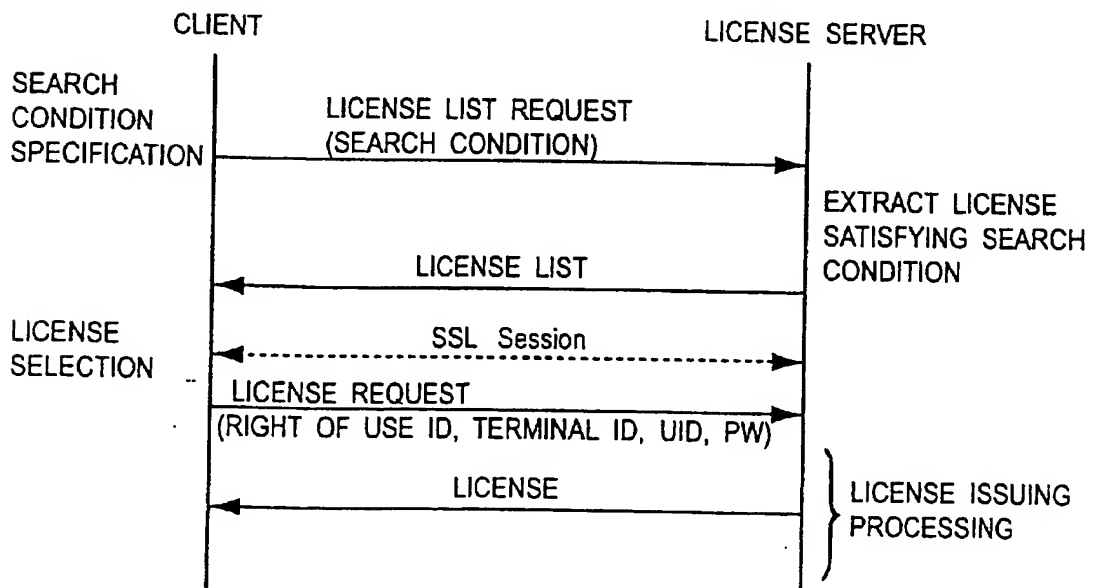 CLIENT
LICENSE SERVER
SEARCH
CONDITION
SPECIFICATION
LICENSE LIST REQUEST
(SEARCH CONDITION)
EXTRACT LICENSE
SATISFYING SEARCH
CONDITION
LICENSE LIST
LICENSE
SELECTION
SSL Session
LICENSE REQUEST
(RIGHT OF USE ID, TERMINAL ID, UID, PW)
LICENSE
LICENSE ISSUING
PROCESSING